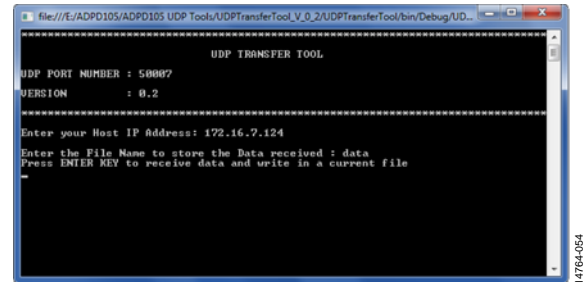 file:///E:/ADPD105/ADPD105 UDP Tools/UDPTransferTool_V_0_2/UDPTransferTool/bin/Debug/UD...
UDP TRANSFER TOOL
UDP PORT NUMBER : 50007
VERSION : 0.2
Enter your Host IP Address: 172.16.7.124
Enter the File Name to store the Data received : data
Press ENTER KEY to receive data and write in a current file
14764-054